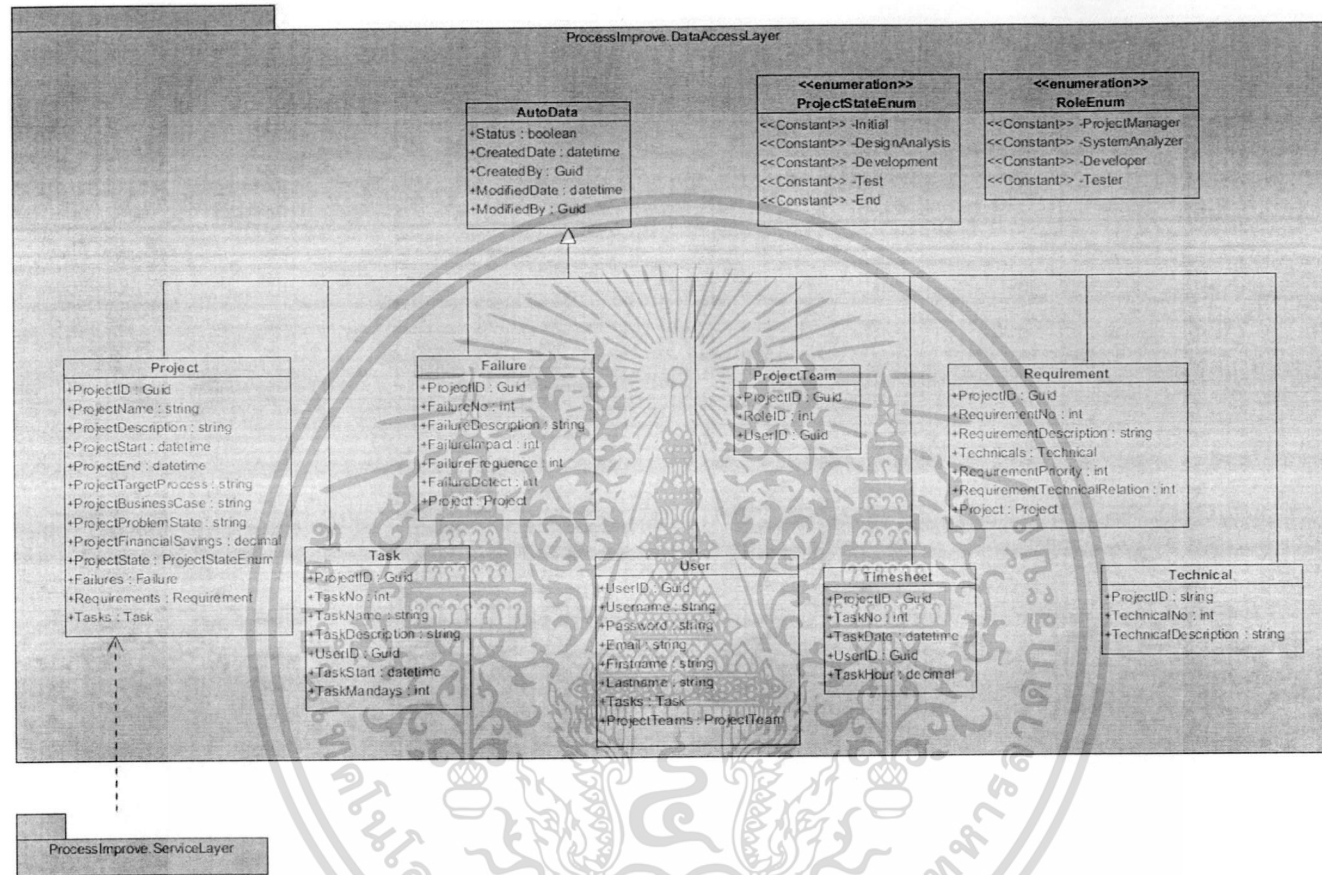 ProcessImprove.DataAccessLayer
AutoData
+Status : boolean
+CreatedDate : datetime
+CreatedBy : Guid
+ModifiedDate : datetime
+ModifiedBy : Guid
<<enumeration>>
ProjectStateEnum
<<Constant>> -Initial
<<Constant>> -DesignAnalysis
<<Constant>> -Development
<<Constant>> -Test
<<Constant>> -End
<<enumeration>>
RoleEnum
<<Constant>> -ProjectManager
<<Constant>> -SystemAnalyzer
<<Constant>> -Developer
<<Constant>> -Tester
Project
+ProjectID : Guid
+ProjectName : string
+ProjectDescription : string
+ProjectStart : datetime
+ProjectEnd : datetime
+ProjectTargetProcess : string
+ProjectBusinessCase : string
+ProjectProblemState : string
+ProjectFinancialSavings : decimal
+ProjectState : ProjectStateEnum
+Failures : Failure
+Requirements : Requirement
+Tasks : Task
Failure
+ProjectID : Guid
+FailureNo : int
+FailureDescription : string
+FailureImpact : int
+FailureFrequence : int
+FailureDetect : int
+Project : Project
ProjectTeam
+ProjectID : Guid
+RoleID : int
+UserID : Guid
Requirement
+ProjectID : Guid
+RequirementNo : int
+RequirementDescription : string
+Technicals : Technical
+RequirementPriority : int
+RequirementTechnicalRelation : int
+Project : Project
Task
+ProjectID : Guid
+TaskNo : int
+TaskName : string
+TaskDescription : string
+UserID : Guid
+TaskStart : datetime
+TaskMandays : int
User
+UserID : Guid
+Username : string
+Password : string
+Email : string
+Firstname : string
+Lastname : string
+Tasks : Task
+ProjectTeams : ProjectTeam
Timesheet
+ProjectID : Guid
+TaskNo : int
+TaskDate : datetime
+UserID : Guid
+TaskHour : decimal
Technical
+ProjectID : string
+TechnicalNo : int
+TechnicalDescription : string
ProcessImprove.ServiceLayer